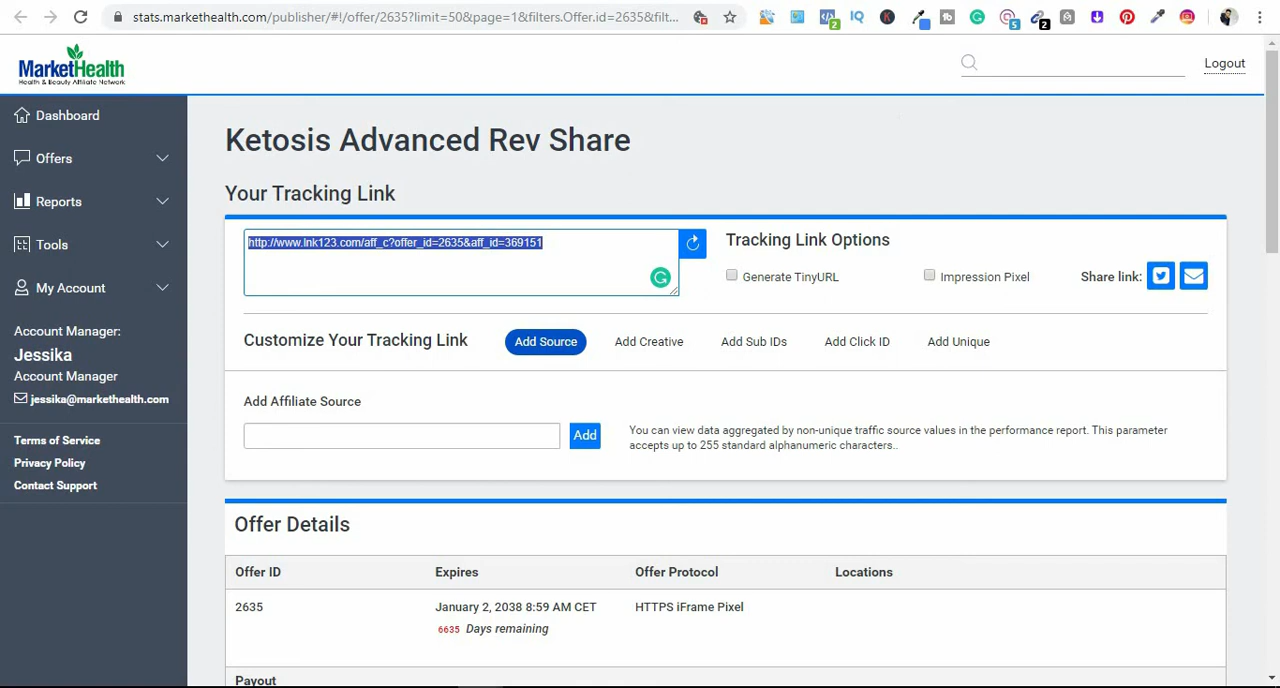 stats.markethealth.com/publisher/#!/offer/2635?limit=50&page=1&filters.Offer.id=2635&filt...
MarketHealth
Health & Beauty Affiliate Network
Logout
Dashboard
Offers
Reports
Tools
My Account
Account Manager:
Jessika
Account Manager
jessika@markethealth.com
Terms of Service
Privacy Policy
Contact Support
Ketosis Advanced Rev Share
Your Tracking Link
http://www.lnk123.com/aff_c?offer_id=2635&aff_id=369151
Tracking Link Options
Generate TinyURL
Impression Pixel
Share link:
Customize Your Tracking Link
Add Source
Add Creative
Add Sub IDs
Add Click ID
Add Unique
Add Affiliate Source
Add
You can view data aggregated by non-unique traffic source values in the performance report. This parameter
accepts up to 255 standard alphanumeric characters..
Offer Details
Offer ID Expires Offer Protocol Locations
2635 January 2, 2038 8:59 AM CET HTTPS iFrame Pixel
6635 Days remaining
Payout